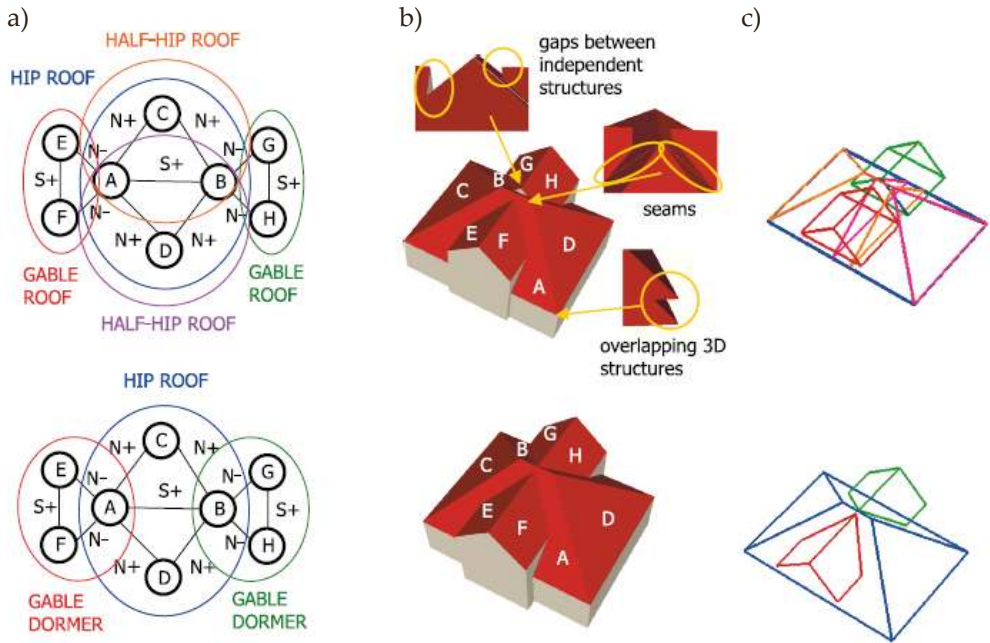 a)
HALF-HIP ROOF
HIP ROOF
C
N+ N+
E G
N- N-
S+ S+ S+
A B
F H
N- N-
N+ N+
D
GABLE
ROOF
GABLE
ROOF
HALF-HIP ROOF
HIP ROOF
C
N+ N+
E G
N- N-
S+ S+ S+
A B
F H
N- N-
N+ N+
D
GABLE
DORMER
GABLE
DORMER
b)
gaps between
independent
structures
G
B H
C
seams
E F D
A
overlapping 3D
structures
G
B H
C
E F D
A
c)